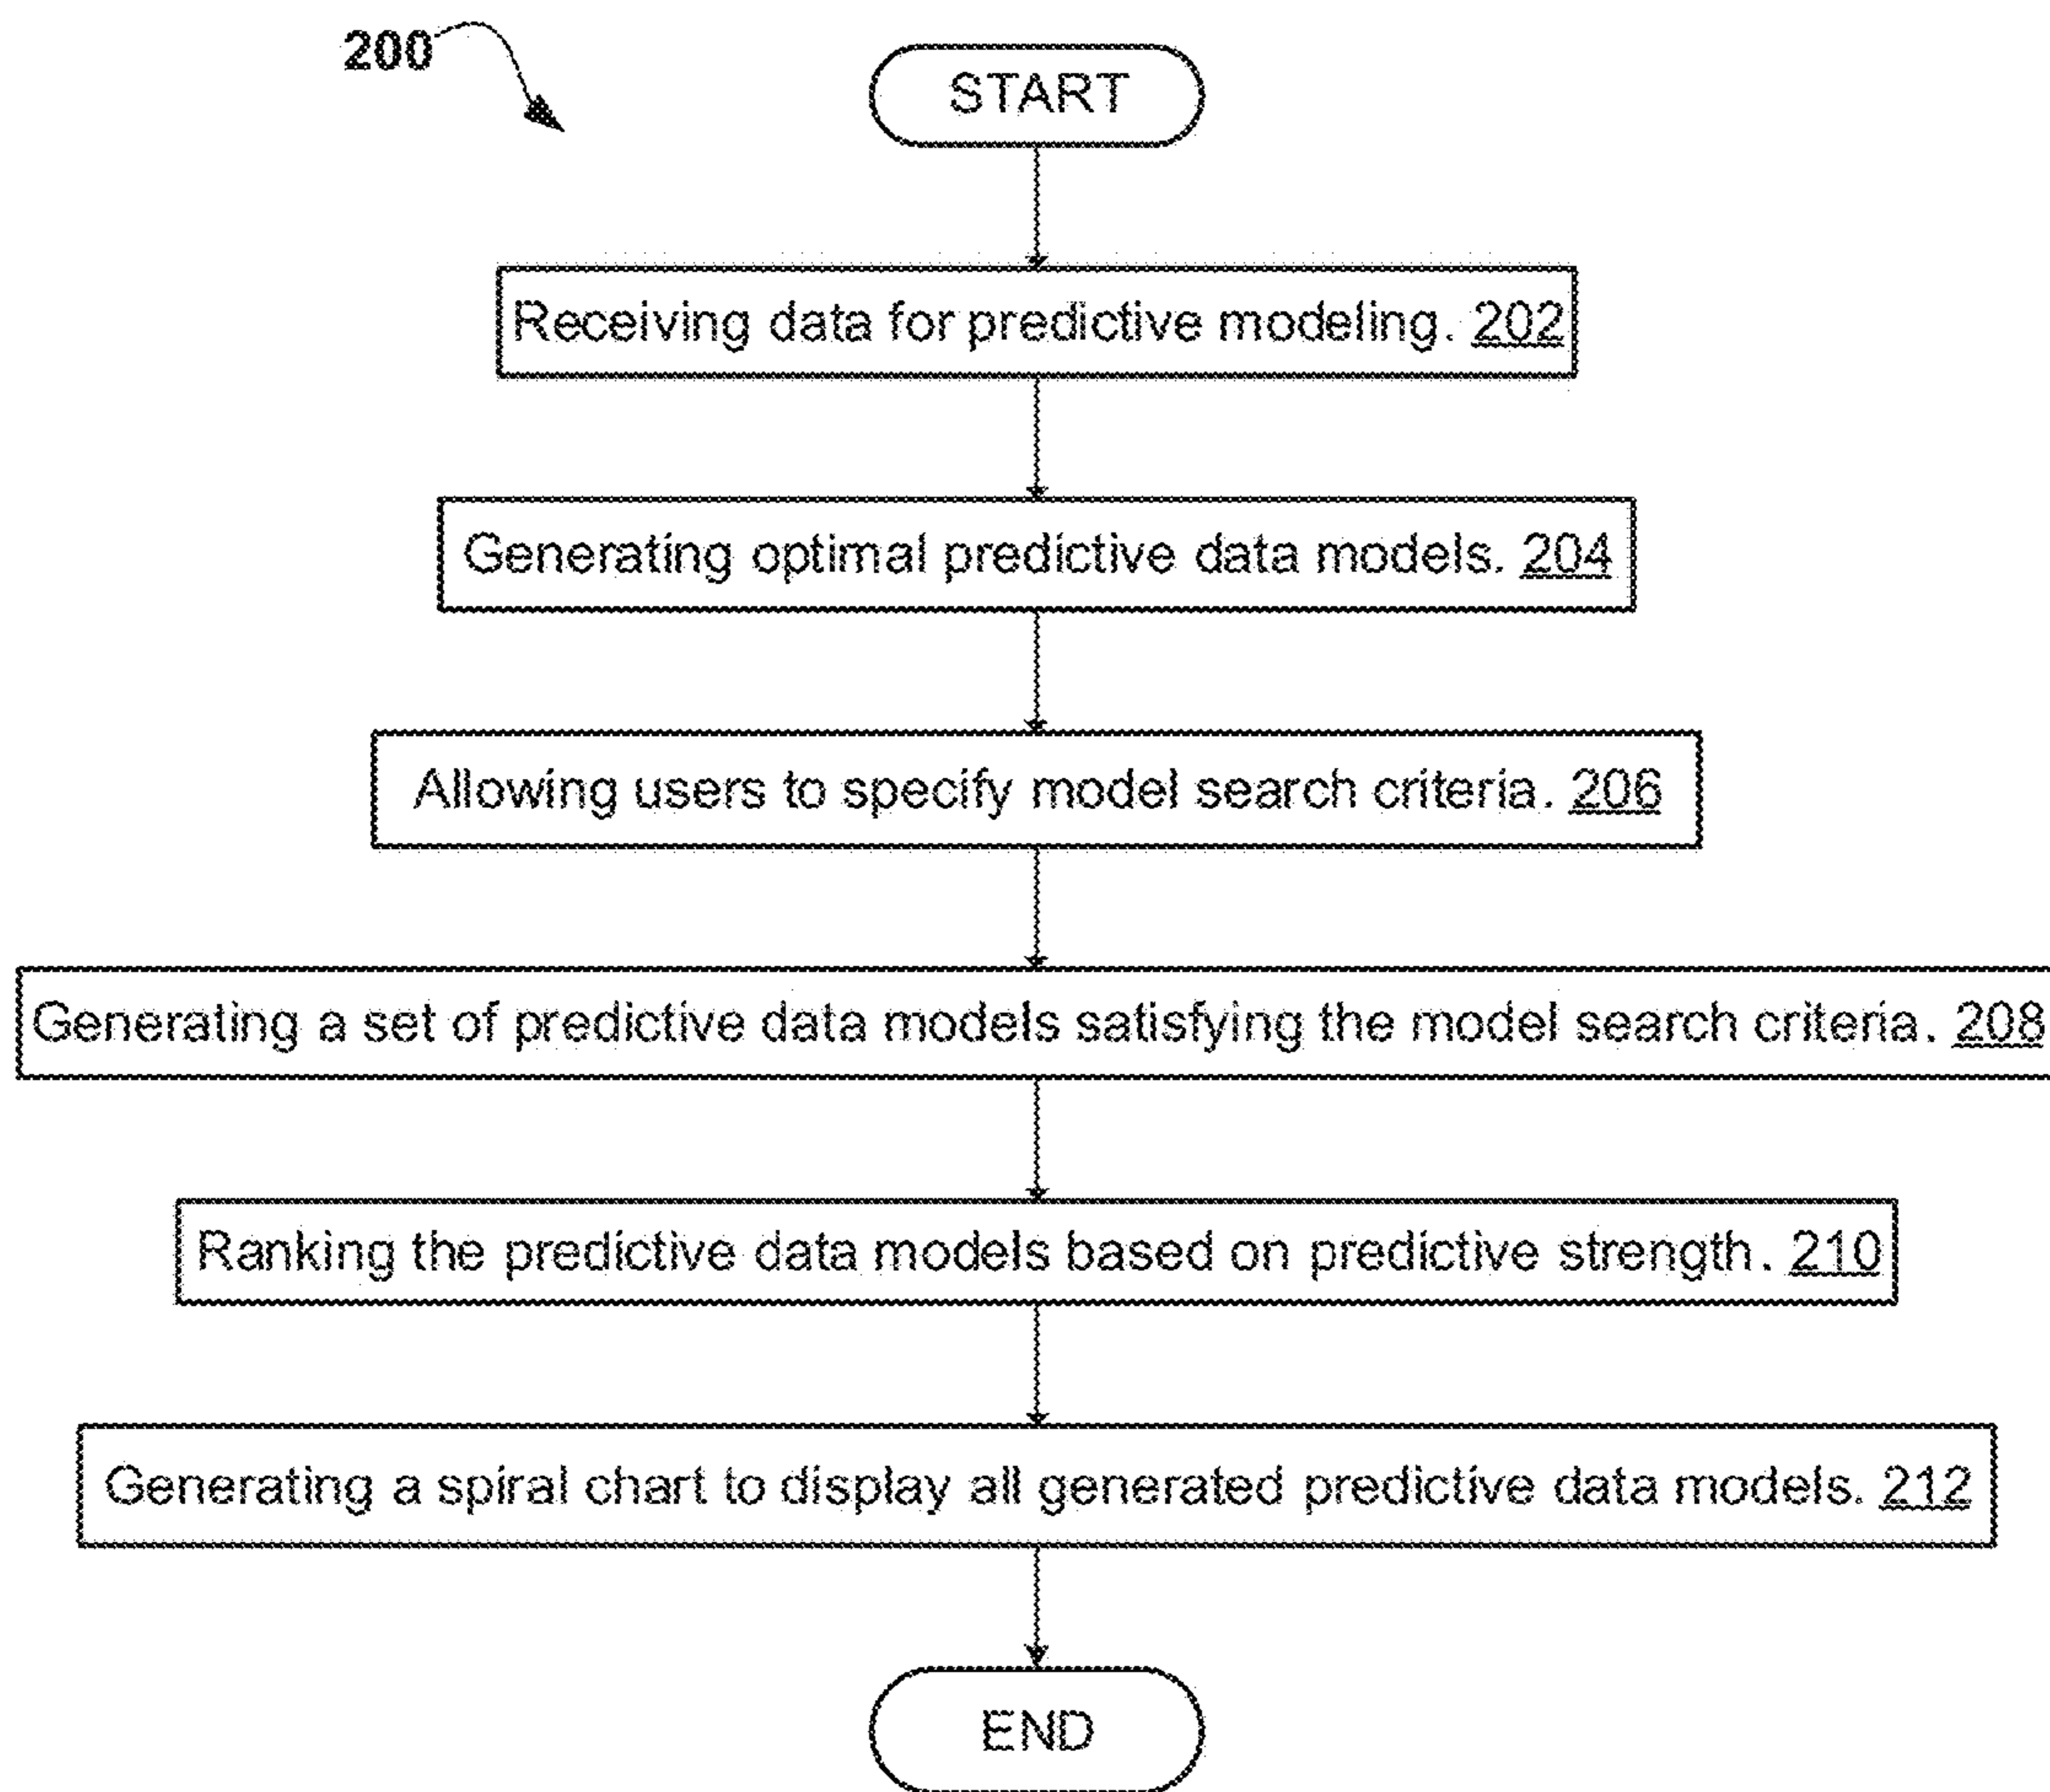 200
START
Receiving data for predictive modeling. 202
Generating optimal predictive data models. 204
Allowing users to specify model search criteria. 206
Generating a set of predictive data models satisfying the model search criteria. 208
Ranking the predictive data models based on predictive strength. 210
Generating a spiral chart to display all generated predictive data models. 212
END